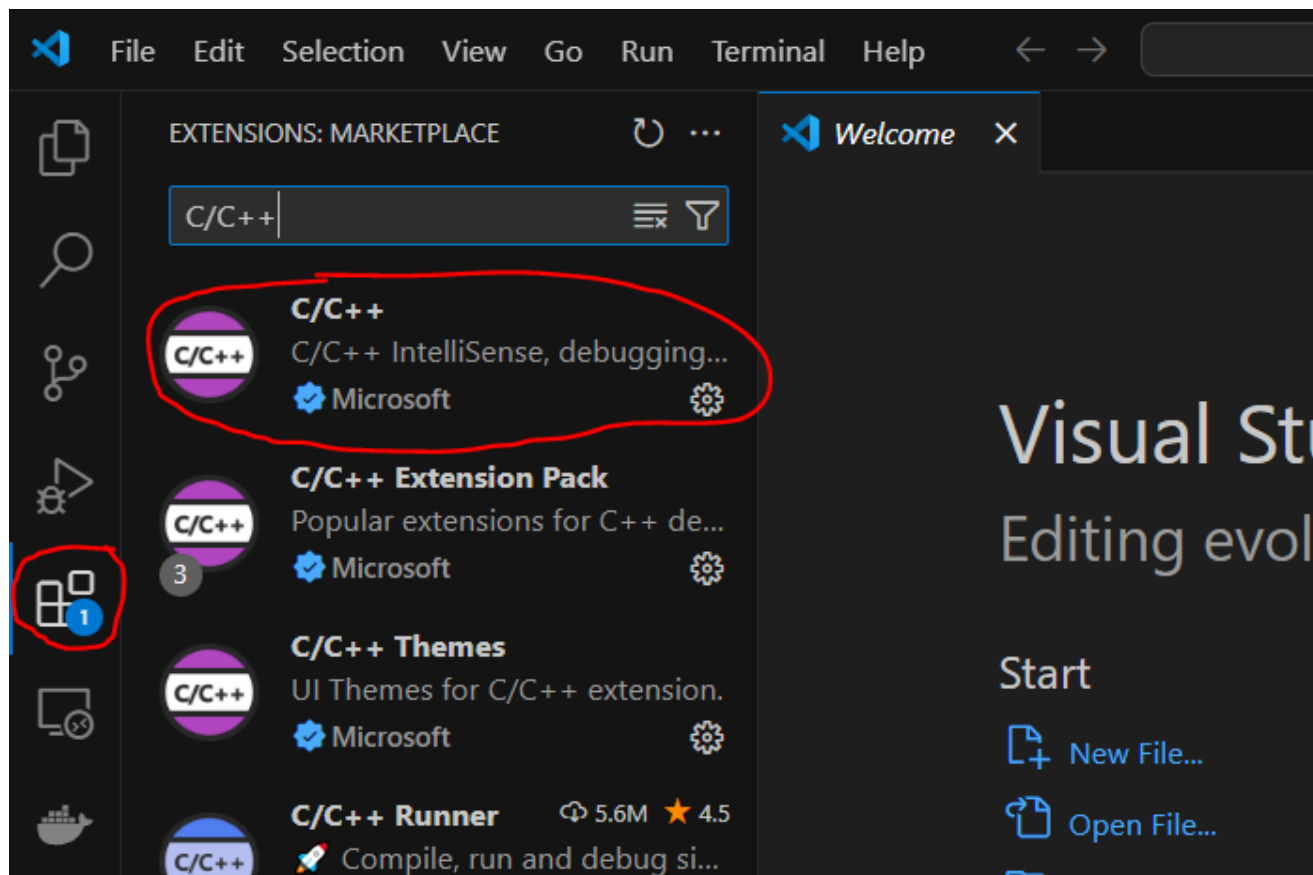 File Edit Selection View Go Run Terminal Help
EXTENSIONS: MARKETPLACE
Welcome
C/C++
C/C++
C/C++ IntelliSense, debugging...
C/C++
Microsoft
C/C++ Extension Pack
Popular extensions for C++ de...
C/C++
3
Microsoft
1
C/C++ Themes
UI Themes for C/C++ extension.
C/C++
Microsoft
C/C++ Runner 5.6M 4.5
🚀 Compile, run and debug si...
C/C++
Visual Stu
Editing evol
Start
New File...
Open File...